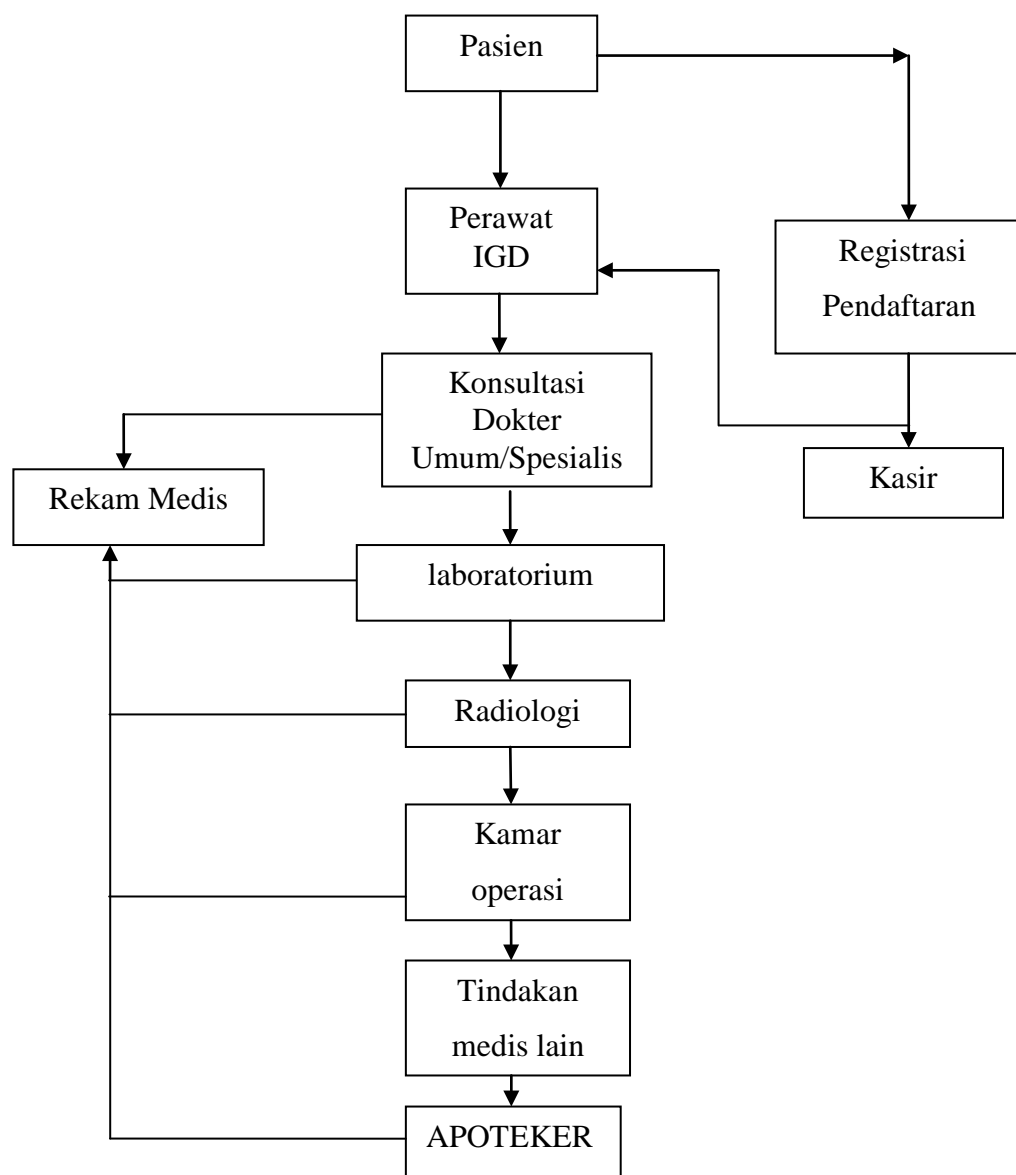 Pasien
Perawat
IGD
Registrasi
Pendaftaran
Konsultasi
Dokter
Umum/Spesialis
Rekam Medis
Kasir
laboratorium
Radiologi
Kamar
operasi
Tindakan
medis lain
APOTEKER